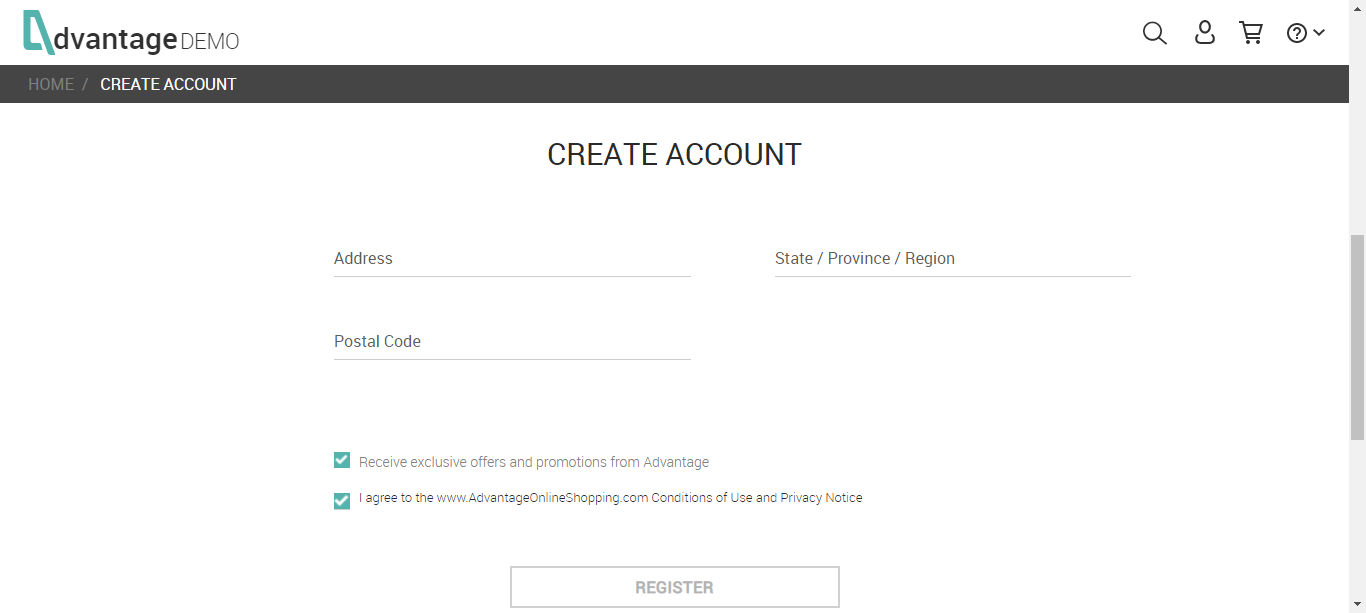 dvantage DEMO
HOME / CREATE ACCOUNT
CREATE ACCOUNT
Address
State / Province / Region
Postal Code
Receive exclusive offers and promotions from Advantage
I agree to the www.AdvantageOnlineShopping.com Conditions of Use and Privacy Notice
REGISTER